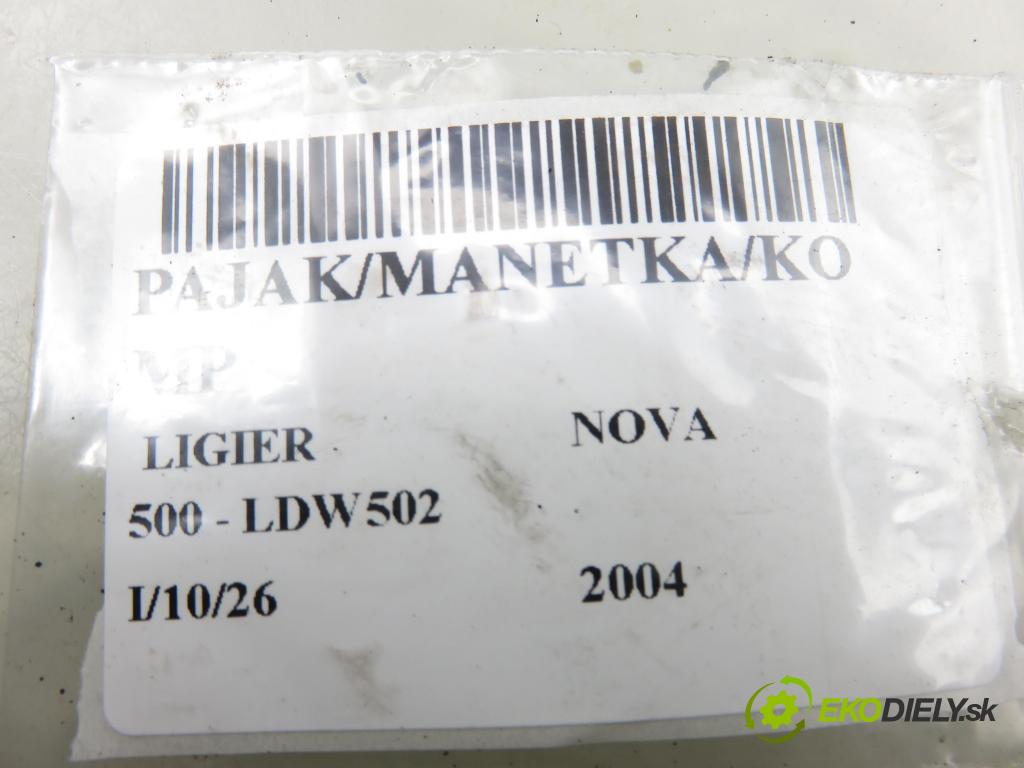 PAJAK/MANETKA/KO
MP
LIGIER NOVA
500 - LDW502
I/10/26 2004
EKODIELY.sk